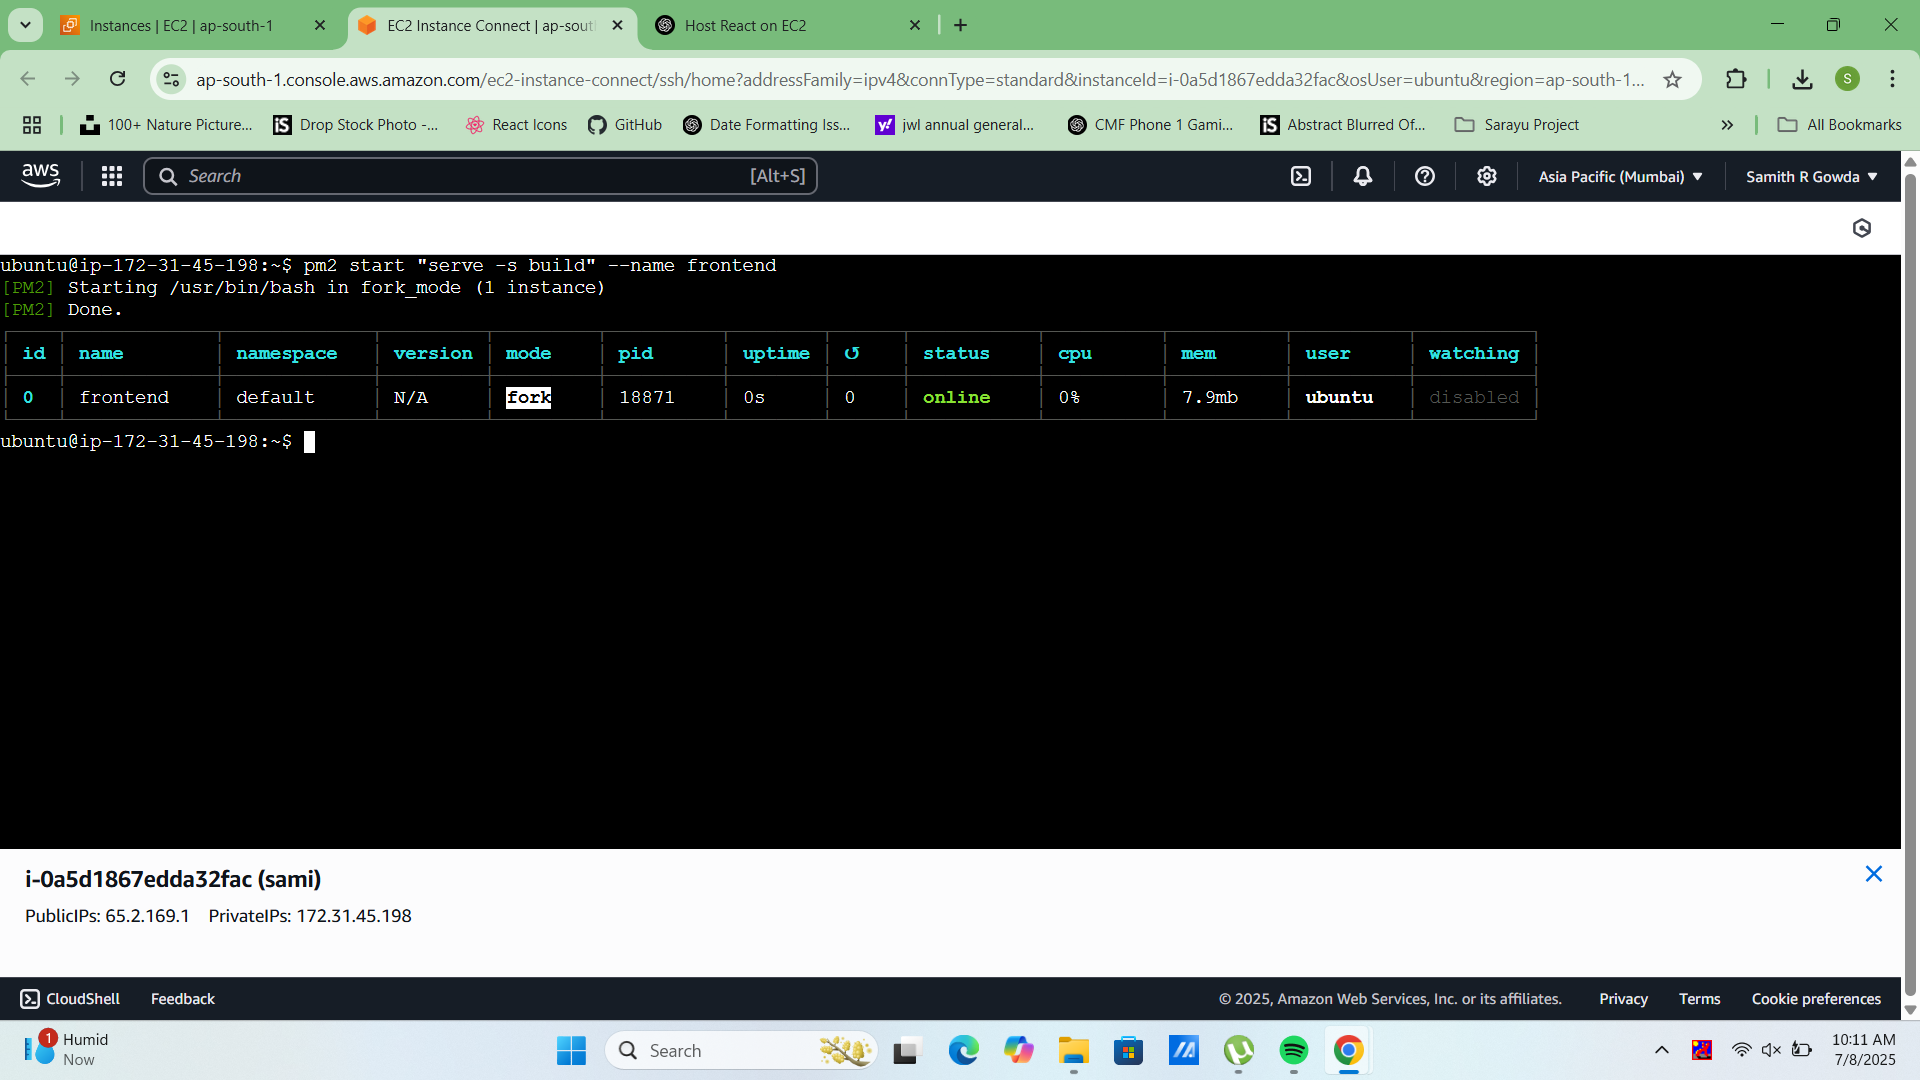 Instances | EC2 | ap-south-1
EC2 Instance Connect | ap-sout
Host React on EC2
ap-south-1.console.aws.amazon.com/ec2-instance-connect/ssh/home?addressFamily=ipv4&connType=standard&instanceId=i-0a5d1867edda32fac&osUser=ubuntu&region=ap-south-1...
S
100+ Nature Picture...
Drop Stock Photo -...
React Icons
GitHub
Date Formatting Iss...
jwl annual general...
CMF Phone 1 Gami...
Abstract Blurred Of...
Sarayu Project
All Bookmarks
aws
Search
[Alt+S]
Asia Pacific (Mumbai)
Samith R Gowda
ubuntu@ip-172-31-45-198:~$ pm2 start "serve -s build" --name frontend
[PM2] Starting /usr/bin/bash in fork_mode (1 instance)
[PM2] Done.
id name namespace version mode pid uptime ↺ status cpu mem user watching
0 frontend default N/A fork 18871 0s 0 online 0% 7.9mb ubuntu disabled
ubuntu@ip-172-31-45-198:~$
i-0a5d1867edda32fac (sami)
PublicIPs: 65.2.169.1 PrivateIPs: 172.31.45.198
CloudShell
Feedback
© 2025, Amazon Web Services, Inc. or its affiliates.
Privacy
Terms
Cookie preferences
1
Humid
Now
Search
10:11 AM
7/8/2025